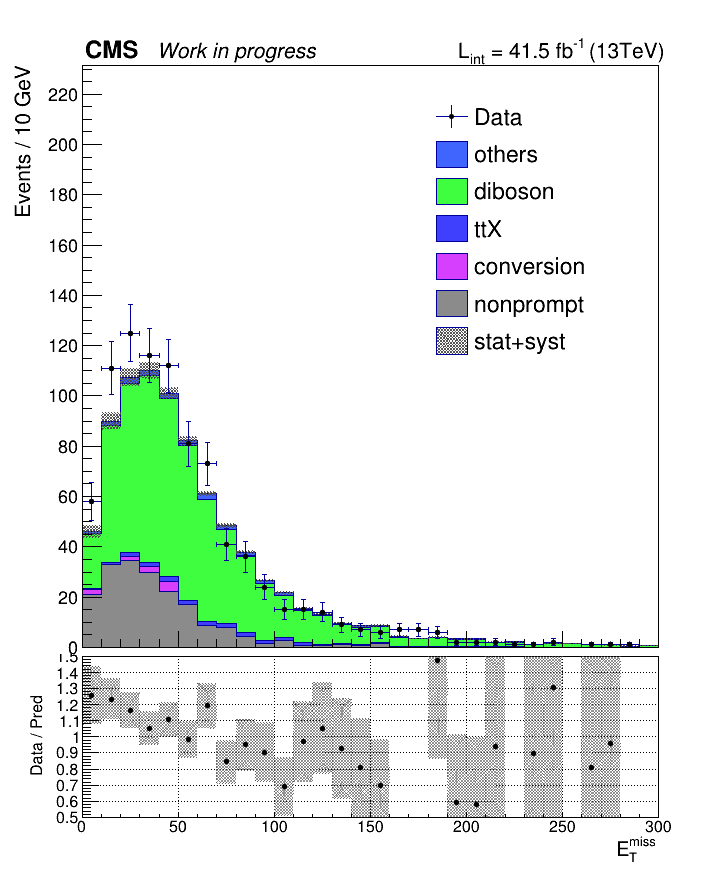 CMS Work in progress L_int = 41.5 fb^-1 (13TeV)
Events / 10 GeV
220
200
180
160
140
120
100
80
60
40
20
0
Data
others
diboson
ttX
conversion
nonprompt
stat+syst
Data / Pred
1.5
1.4
1.3
1.2
1.1
1
0.9
0.8
0.7
0.6
0.5
0 50 100 150 200 250 300
E_T^miss